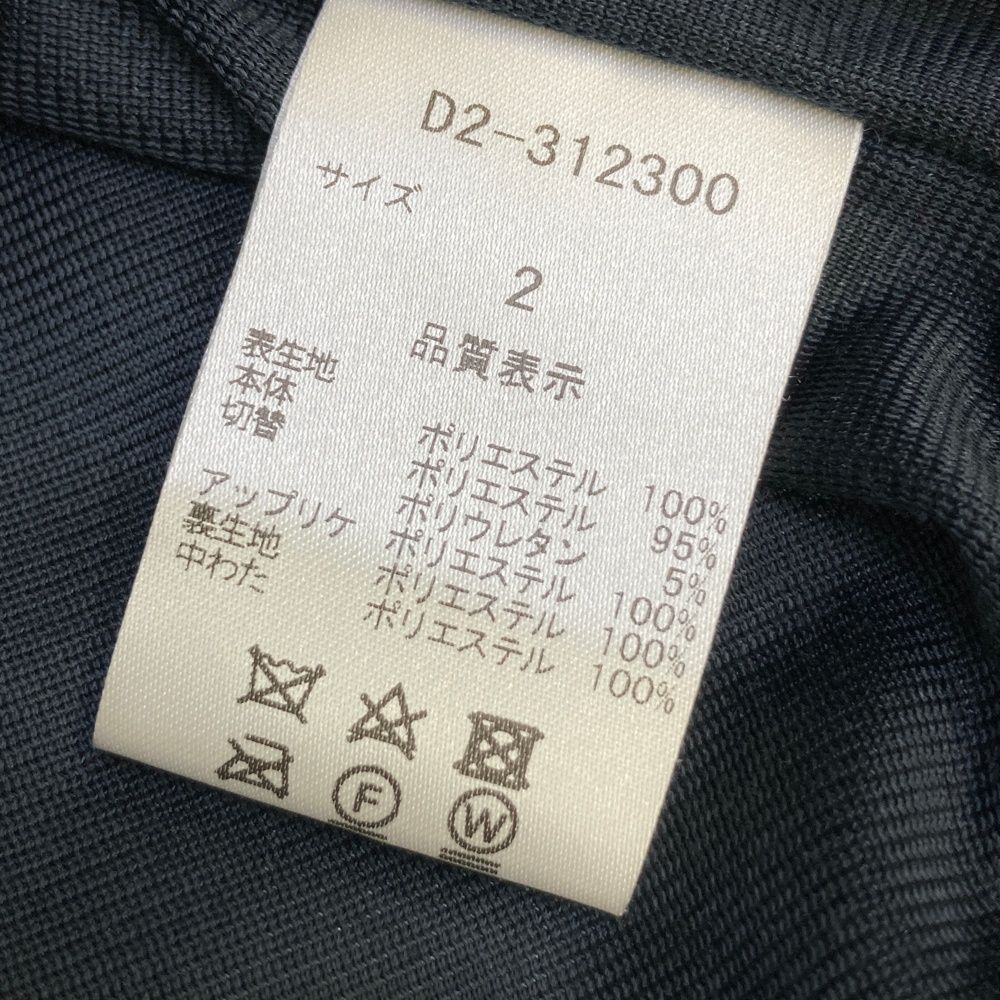 D2-312300
サイズ
2
品質表示
表生地
本体 ポリエステル 100%
切替 ポリエステル 95%
ポリウレタン 5%
アップリケ ポリエステル 100%
裏生地 ポリエステル 100%
中わた ポリエステル 100%
F
W